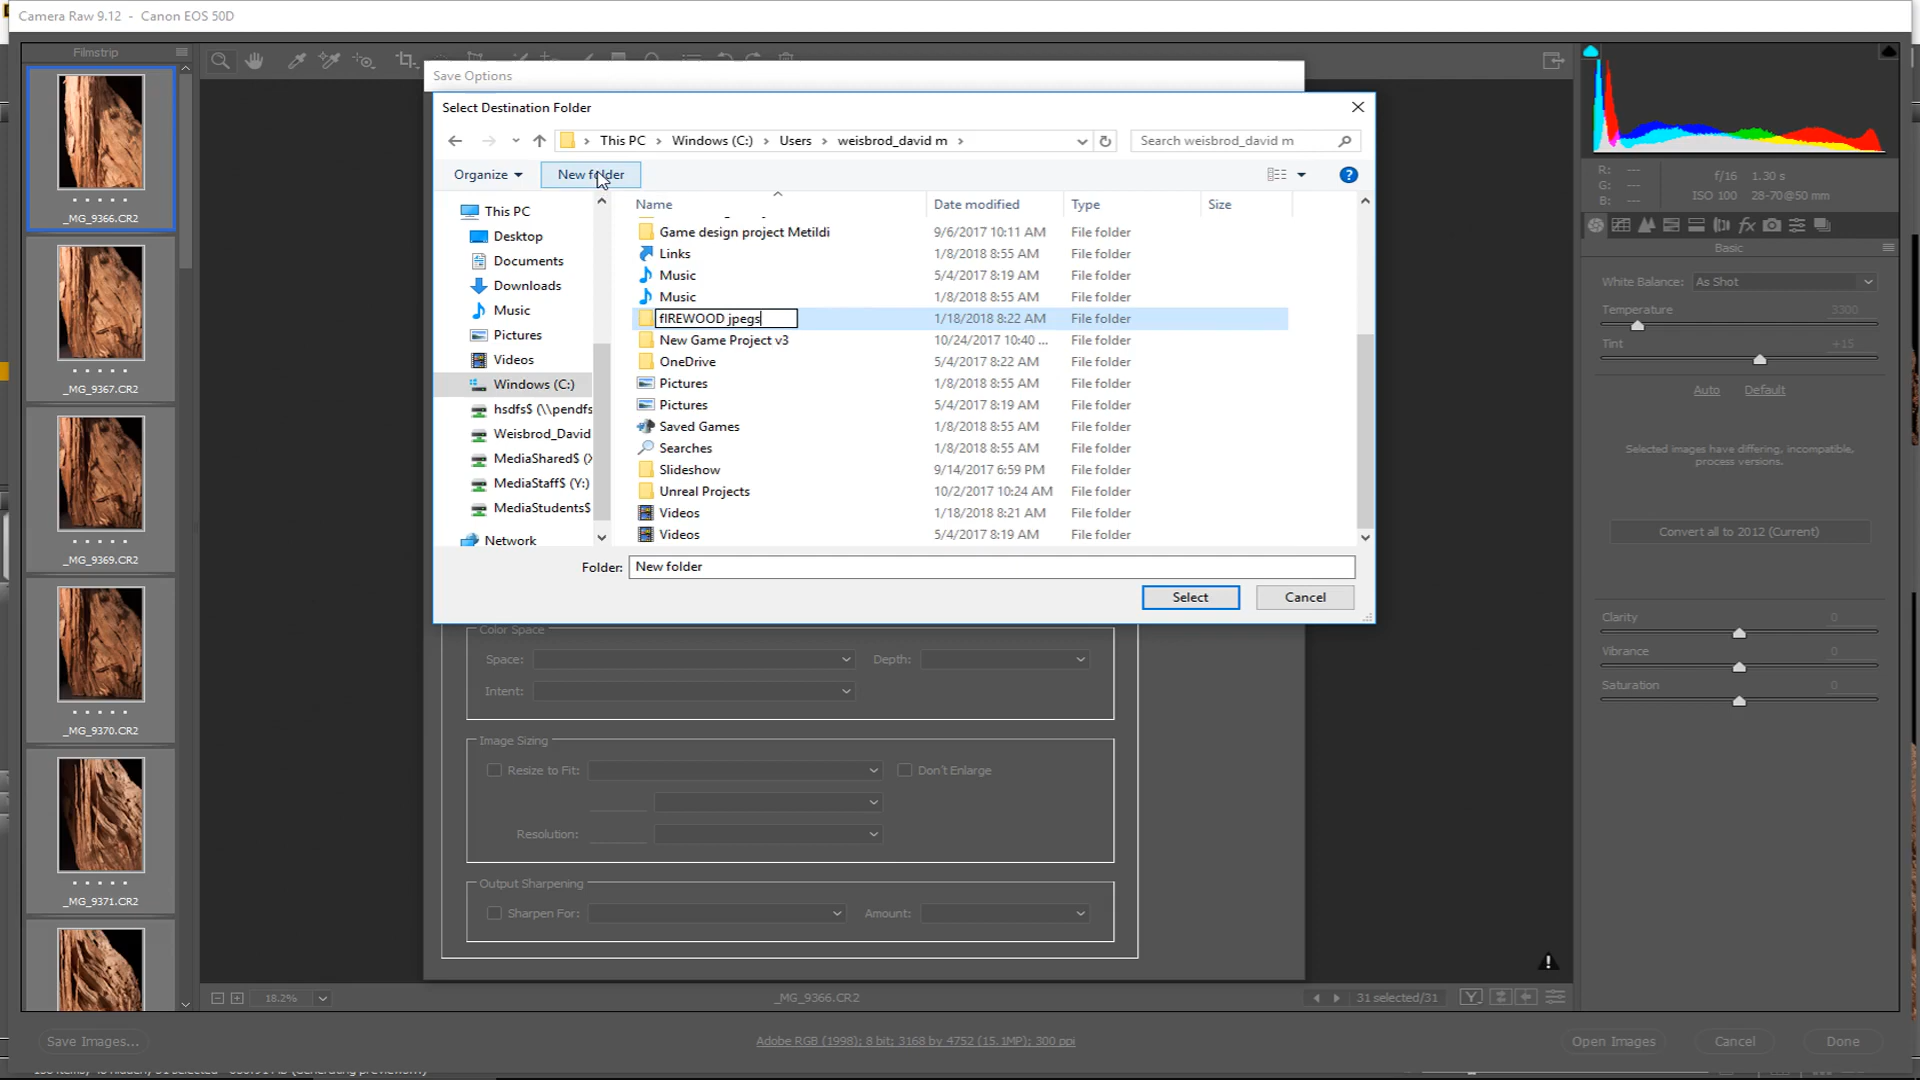 Camera Raw 9.12 - Canon EOS 50D
Filmstrip
_MG_9366.CR2
_MG_9367.CR2
_MG_9369.CR2
_MG_9370.CR2
_MG_9371.CR2
Save Options
Select Destination Folder
This PC > Windows (C:) > Users > weisbrod_david m >
Search weisbrod_david m
Organize
New folder
This PC
Desktop
Documents
Downloads
Music
Pictures
Videos
Windows (C:)
hsdfs$ (\\pendfs
Weisbrod_David
MediaShared$ (X
MediaStaff$ (Y:)
MediaStudents$
Network
Name Date modified Type Size
Game design project Metildi 9/6/2017 10:11 AM File folder
Links 1/8/2018 8:55 AM File folder
Music 5/4/2017 8:19 AM File folder
Music 1/8/2018 8:55 AM File folder
fIREWOOD jpegs 1/18/2018 8:22 AM File folder
New Game Project v3 10/24/2017 10:40 ... File folder
OneDrive 5/4/2017 8:22 AM File folder
Pictures 1/8/2018 8:55 AM File folder
Pictures 5/4/2017 8:19 AM File folder
Saved Games 1/8/2018 8:55 AM File folder
Searches 1/8/2018 8:55 AM File folder
Slideshow 9/14/2017 6:59 PM File folder
Unreal Projects 10/2/2017 10:24 AM File folder
Videos 1/18/2018 8:21 AM File folder
Videos 5/4/2017 8:19 AM File folder
Folder: New folder
Select Cancel
Color Space
Space: Depth:
Intent:
Image Sizing
Resize to Fit: Don't Enlarge
Resolution:
Output Sharpening
Sharpen For: Amount:
R: ---
G: ---
B: ---
f/16 1.30 s
ISO 100 28-70@50 mm
Basic
White Balance: As Shot
Temperature 3300
Tint +15
Auto Default
Selected images have differing, incompatible,
process versions.
Convert all to 2012 (Current)
Clarity 0
Vibrance 0
Saturation 0
18.2%
_MG_9366.CR2
31 selected/31
Save Images...
Adobe RGB (1998); 8 bit; 3168 by 4752 (15.1MP); 300 ppi
Open Images Cancel Done